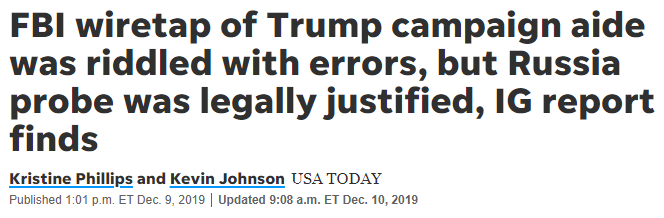 FBI wiretap of Trump campaign aide
was riddled with errors, but Russia
probe was legally justified, IG report
finds
Kristine Phillips and Kevin Johnson USA TODAY
Published 1:01 p.m. ET Dec. 9, 2019 | Updated 9:08 a.m. ET Dec. 10, 2019